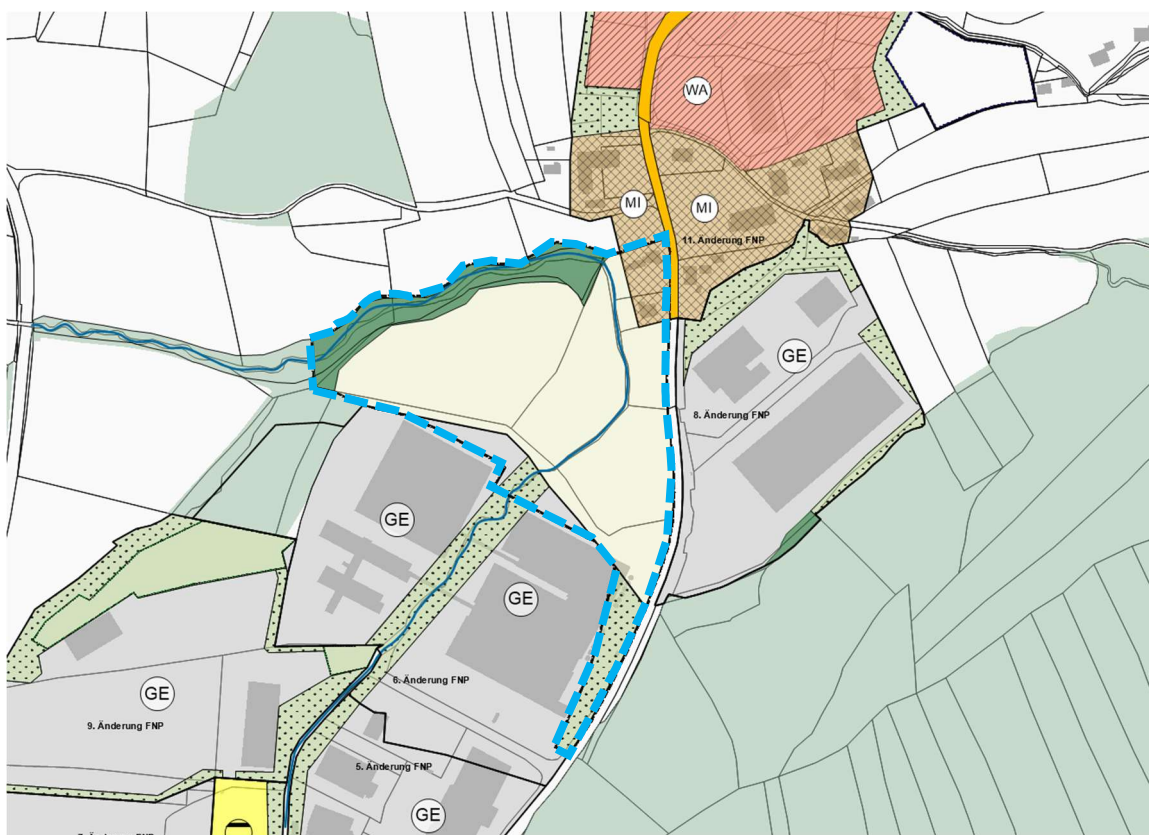 WA
MI
MI
11. Änderung FNP
GE
8. Änderung FNP
GE
GE
6. Änderung FNP
GE
9. Änderung FNP
5. Änderung FNP
GE